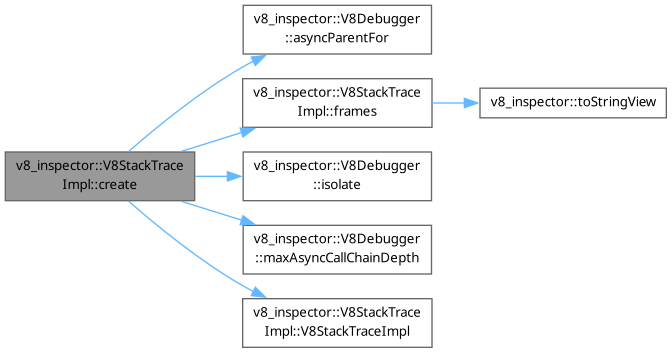 v8_inspector::V8Debugger
::asyncParentFor
v8_inspector::V8StackTrace
Impl::frames
v8_inspector::toStringView
v8_inspector::V8StackTrace
Impl::create
v8_inspector::V8Debugger
::isolate
v8_inspector::V8Debugger
::maxAsyncCallChainDepth
v8_inspector::V8StackTrace
Impl::V8StackTraceImpl